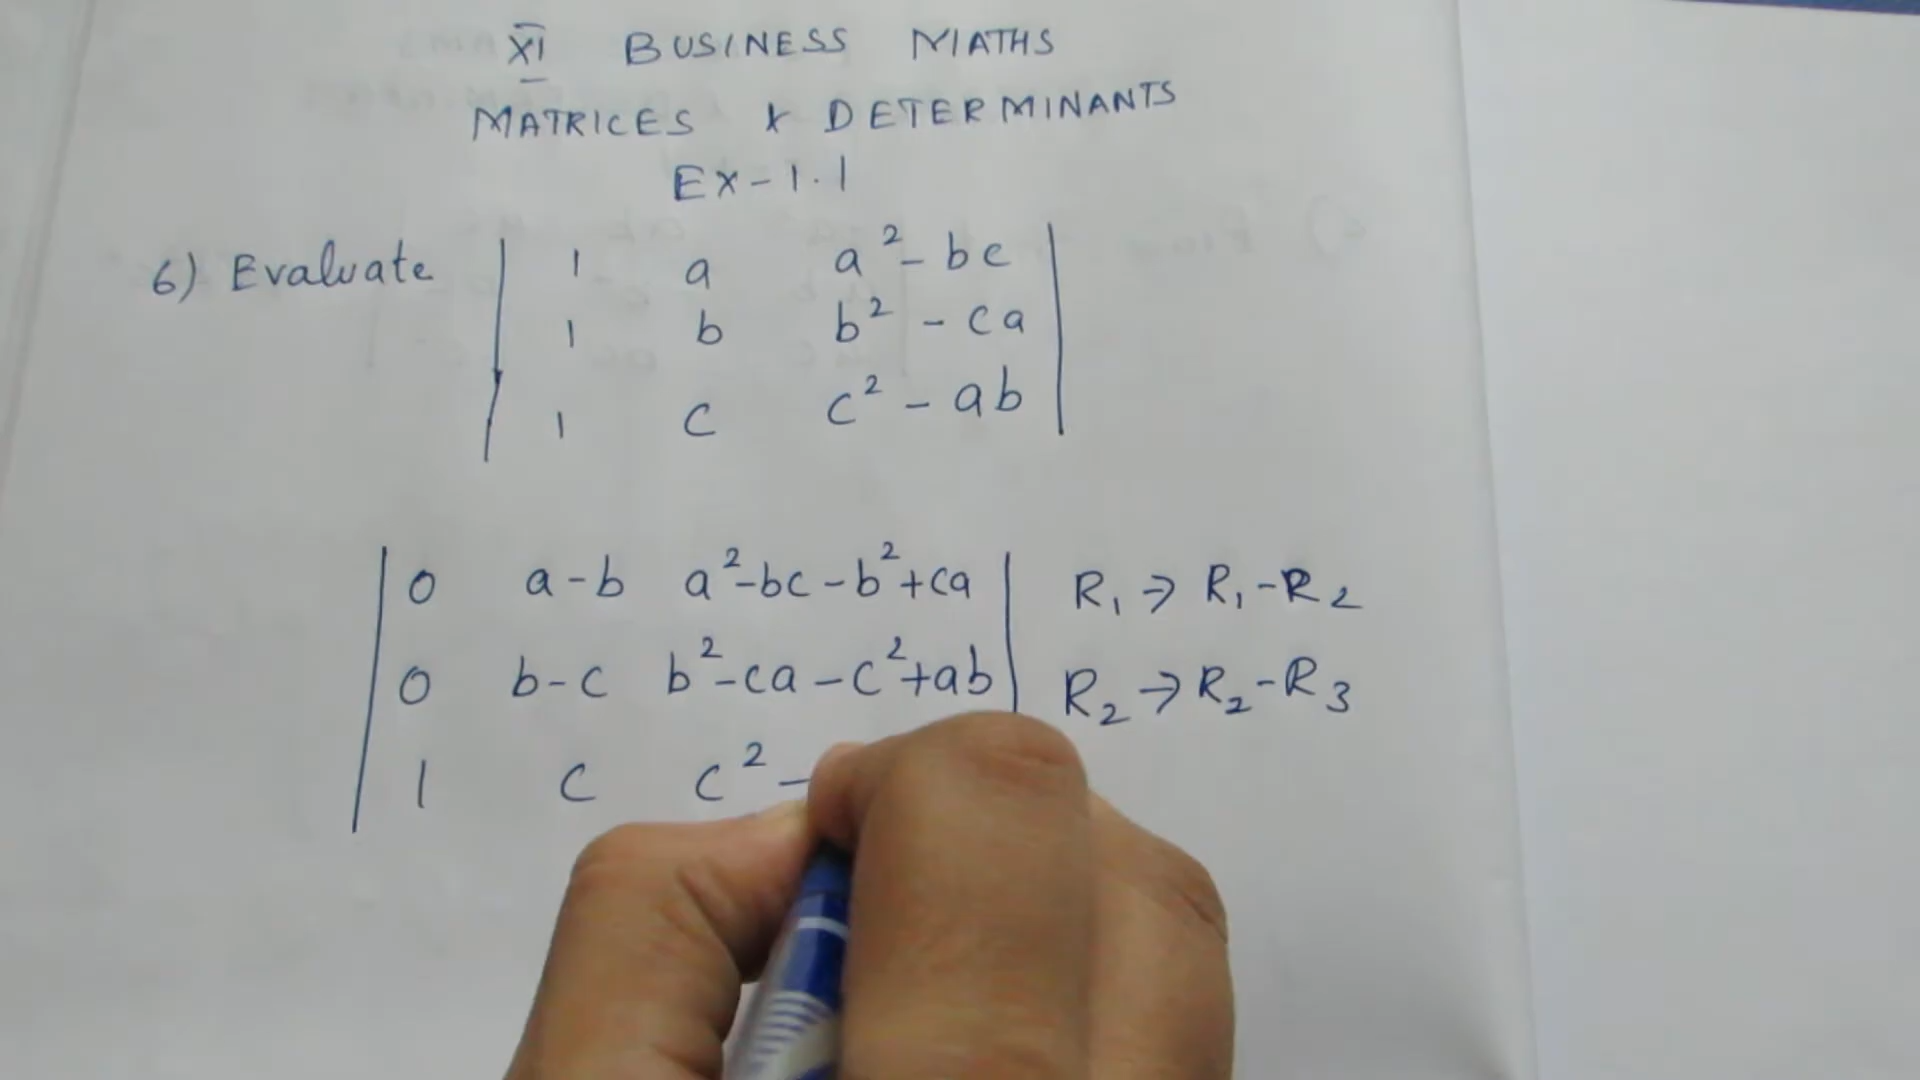 XI BUSINESS MATHS
MATRICES & DETERMINANTS
Ex-1.1
6) Evaluate | 1 a a² - bc |
| 1 b b² - ca |
| 1 c c² - ab |
| 0 a-b a²-bc-b²+ca | R₁ → R₁-R₂
| 0 b-c b²-ca-c²+ab | R₂ → R₂-R₃
| 1 c c² -